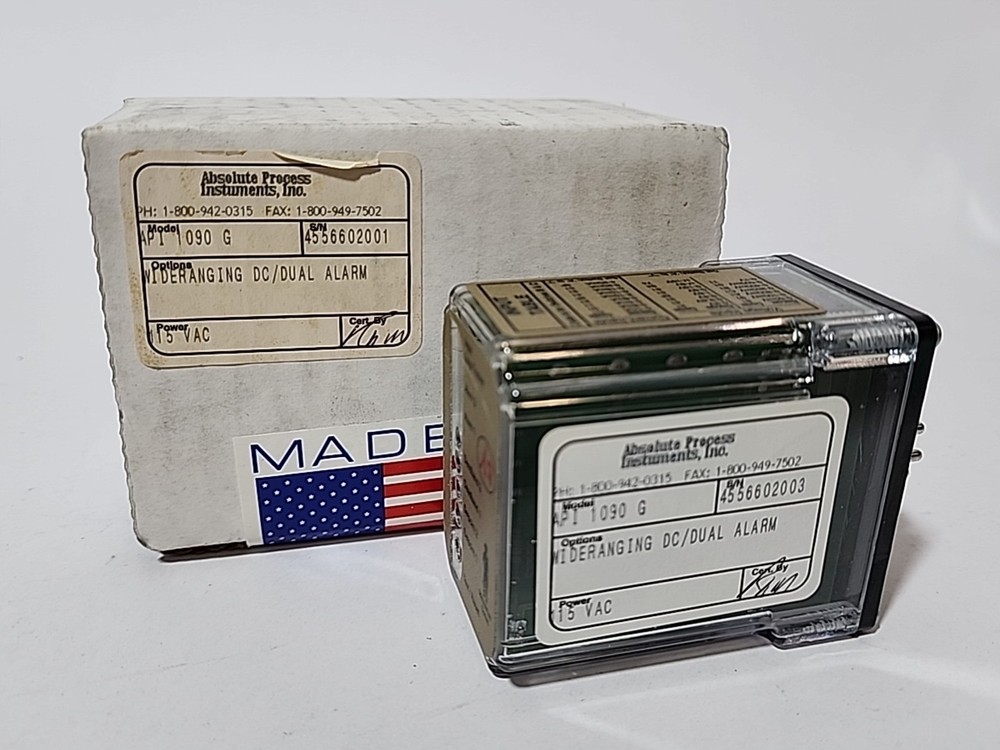 Absolute Process
Instuments, Inc.
PH: 1-800-942-0315 FAX: 1-800-949-7502
Model
API 1090 G
S/N
4556602001
Options
WIDERANGING DC/DUAL ALARM
Power
115 VAC
Cert. By
MADE
Absolute Process
Instuments, Inc.
PH: 1-800-942-0315 FAX: 1-800-949-7502
Model
API 1090 G
S/N
4556602003
Options
WIDERANGING DC/DUAL ALARM
Power
115 VAC
Cert. By